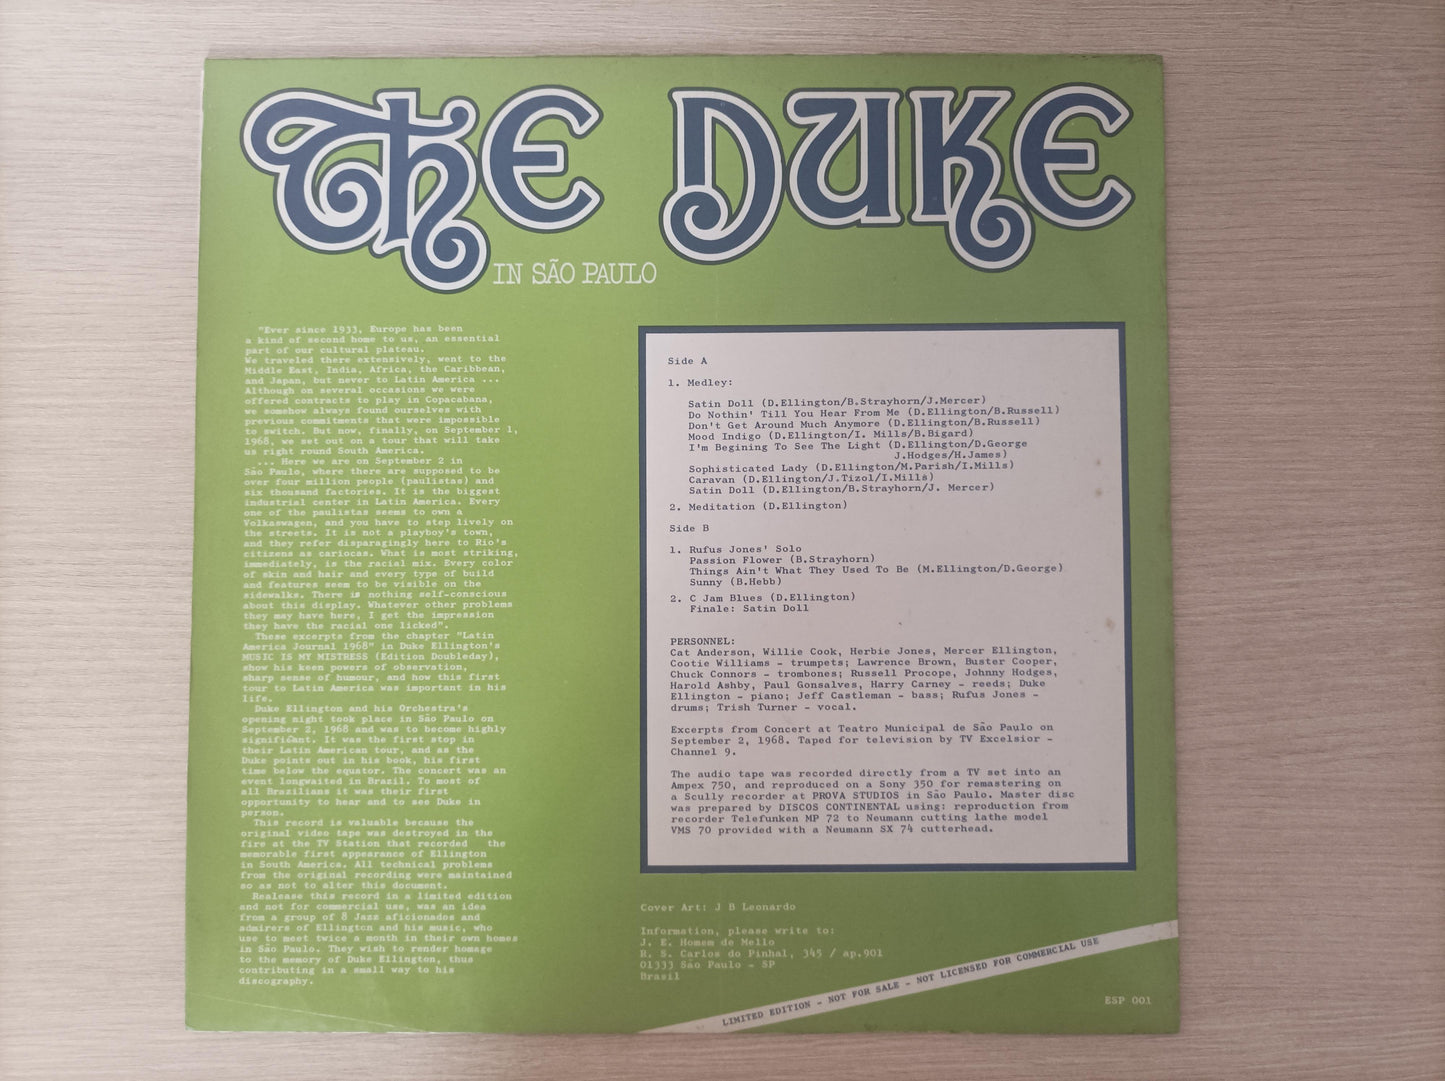 THE DUKE
IN SÃO PAULO
"Ever since 1933, Europe has been
a kind of second home to us, an essential
part of our cultural plateau.
We traveled there extensively, went to the
Middle East, India, Africa, the Caribbean,
and Japan, but never to Latin America ...
Although on several occasions we were
offered contracts to play in Copacabana,
we somehow always found ourselves with
previous commitments that were impossible
to switch. But now, finally, on September 1,
1968, we set out on a tour that will take
us right round South America.
... Here we are on September 2 in
São Paulo, where there are supposed to be
over four million people (paulistas) and
six thousand factories. It is the biggest
industrial center in Latin America. Every
one of the paulistas seems to own a
Volkaswagen, and you have to step lively on
the streets. It is not a playboy's town,
and they refer disparagingly here to Rio's
citizens as cariocas. What is most striking,
immediately, is the racial mix. Every color
of skin and hair and every type of build
and features seem to be visible on the
sidewalks. There is nothing self-conscious
about this display. Whatever other problems
they may have here, I get the impression
they have the racial one licked".
These excerpts from the chapter "Latin
America Journal 1968" in Duke Ellington's
MUSIC IS MY MISTRESS (Edition Doubleday),
show his keen powers of observation,
sharp sense of humour, and how this first
tour to Latin America was important in his
life.
Duke Ellington and his Orchestra's
opening night took place in São Paulo on
September 2, 1968 and was to become highly
significant. It was the first stop in
their Latin American tour, and as the
Duke points out in his book, his first
time below the equator. The concert was an
event longwaited in Brazil. To most of
all Brazilians it was their first
opportunity to hear and to see Duke in
person.
This record is valuable because the
original video tape was destroyed in the
fire at the TV Station that recorded the
memorable first appearance of Ellington
in South America. All technical problems
from the original recording were maintained
so as not to alter this document.
Realease this record in a limited edition
and not for commercial use, was an idea
from a group of 8 Jazz aficionados and
admirers of Ellington and his music, who
use to meet twice a month in their own homes
in São Paulo. They wish to render homage
to the memory of Duke Ellington, thus
contributing in a small way to his
discography.
Side A
1. Medley:
Satin Doll (D.Ellington/B.Strayhorn/J.Mercer)
Do Nothin' Till You Hear From Me (D.Ellington/B.Russell)
Don't Get Around Much Anymore (D.Ellington/B.Russell)
Mood Indigo (D.Ellington/I. Mills/B.Bigard)
I'm Begining To See The Light (D.Ellington/D.George
J.Hodges/H.James)
Sophisticated Lady (D.Ellington/M.Parish/I.Mills)
Caravan (D.Ellington/J.Tizol/I.Mills)
Satin Doll (D.Ellington/B.Strayhorn/J. Mercer)
2. Meditation (D.Ellington)
Side B
1. Rufus Jones' Solo
Passion Flower (B.Strayhorn)
Things Ain't What They Used To Be (M.Ellington/D.George)
Sunny (B.Hebb)
2. C Jam Blues (D.Ellington)
Finale: Satin Doll
PERSONNEL:
Cat Anderson, Willie Cook, Herbie Jones, Mercer Ellington,
Cootie Williams - trumpets; Lawrence Brown, Buster Cooper,
Chuck Connors - trombones; Russell Procope, Johnny Hodges,
Harold Ashby, Paul Gonsalves, Harry Carney - reeds; Duke
Ellington - piano; Jeff Castleman - bass; Rufus Jones -
drums; Trish Turner - vocal.
Excerpts from Concert at Teatro Municipal de São Paulo on
September 2, 1968. Taped for television by TV Excelsior -
Channel 9.
The audio tape was recorded directly from a TV set into an
Ampex 750, and reproduced on a Sony 350 for remastering on
a Scully recorder at PROVA STUDIOS in São Paulo. Master disc
was prepared by DISCOS CONTINENTAL using: reproduction from
recorder Telefunken MP 72 to Neumann cutting lathe model
VMS 70 provided with a Neumann SX 74 cutterhead.
Cover Art: J B Leonardo
Information, please write to:
J. E. Homem de Mello
R. S. Carlos do Pinhal, 345 / ap.901
01333 São Paulo - SP
Brasil
LIMITED EDITION - NOT FOR SALE - NOT LICENSED FOR COMMERCIAL USE
ESP 001